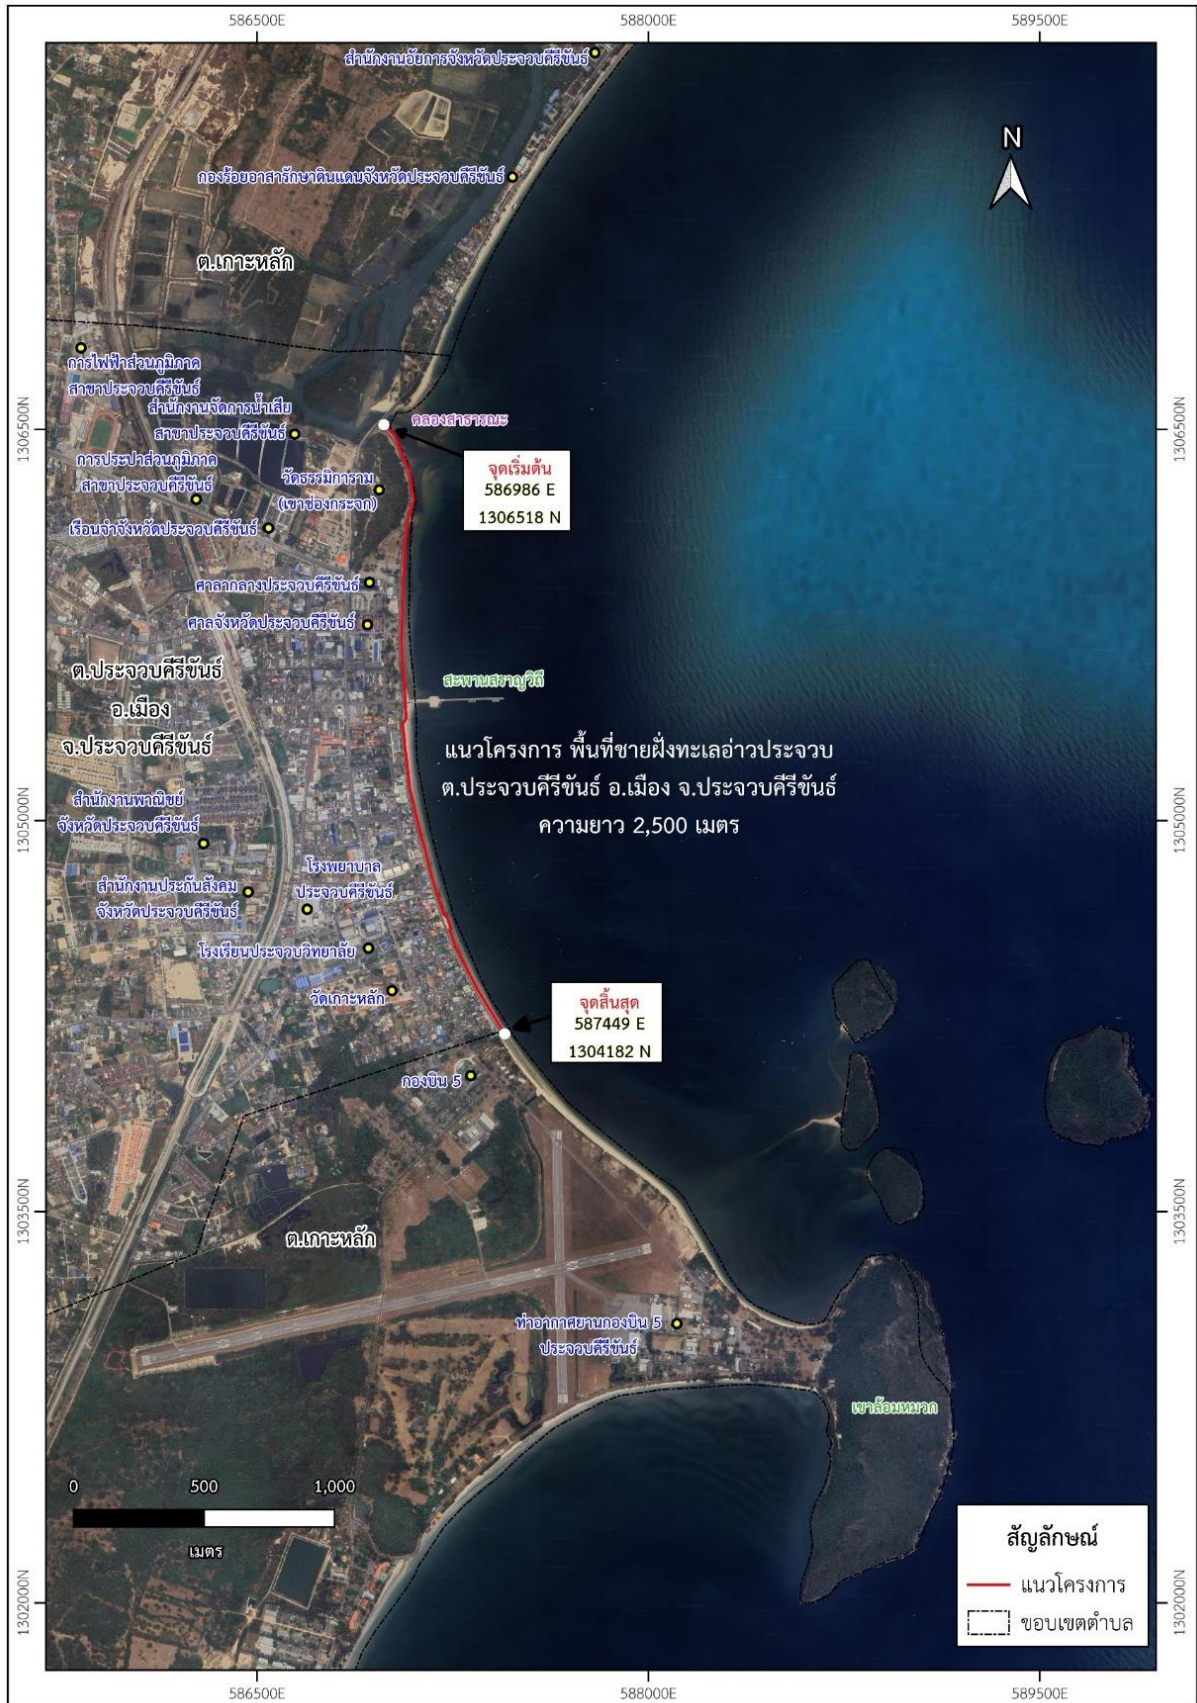 586500E
588000E
589500E
สำนักงานอัยการจังหวัดประจวบคีรีขันธ์
N
กองร้อยอาสารักษาดินแดนจังหวัดประจวบคีรีขันธ์
ต.เกาะหลัก
การไฟฟ้าส่วนภูมิภาค
สาขาประจวบคีรีขันธ์
สำนักงานจัดการน้ำเสีย
สาขาประจวบคีรีขันธ์
การประปาส่วนภูมิภาค
สาขาประจวบคีรีขันธ์
คลองสาธารณะ
1306500N
1306500N
จุดเริ่มต้น
586986 E
1306518 N
วัดธรรมิการาม
(เขาช่องกระจก)
เรือนจำจังหวัดประจวบคีรีขันธ์
ศาลากลางประจวบคีรีขันธ์
ศาลจังหวัดประจวบคีรีขันธ์
ต.ประจวบคีรีขันธ์
อ.เมือง
จ.ประจวบคีรีขันธ์
สะพานสราญวิถี
แนวโครงการ พื้นที่ชายฝั่งทะเลอ่าวประจวบ
ต.ประจวบคีรีขันธ์ อ.เมือง จ.ประจวบคีรีขันธ์
ความยาว 2,500 เมตร
1305000N
1305000N
สำนักงานพาณิชย์
จังหวัดประจวบคีรีขันธ์
โรงพยาบาล
ประจวบคีรีขันธ์
สำนักงานประกันสังคม
จังหวัดประจวบคีรีขันธ์
โรงเรียนประจวบวิทยาลัย
วัดเกาะหลัก
จุดสิ้นสุด
587449 E
1304182 N
กองบิน 5
1303500N
1303500N
ต.เกาะหลัก
ท่าอากาศยานกองบิน 5
ประจวบคีรีขันธ์
เขาล้อมหมวก
0 500 1,000
เมตร
สัญลักษณ์
แนวโครงการ
ขอบเขตตำบล
1302000N
1302000N
586500E
588000E
589500E